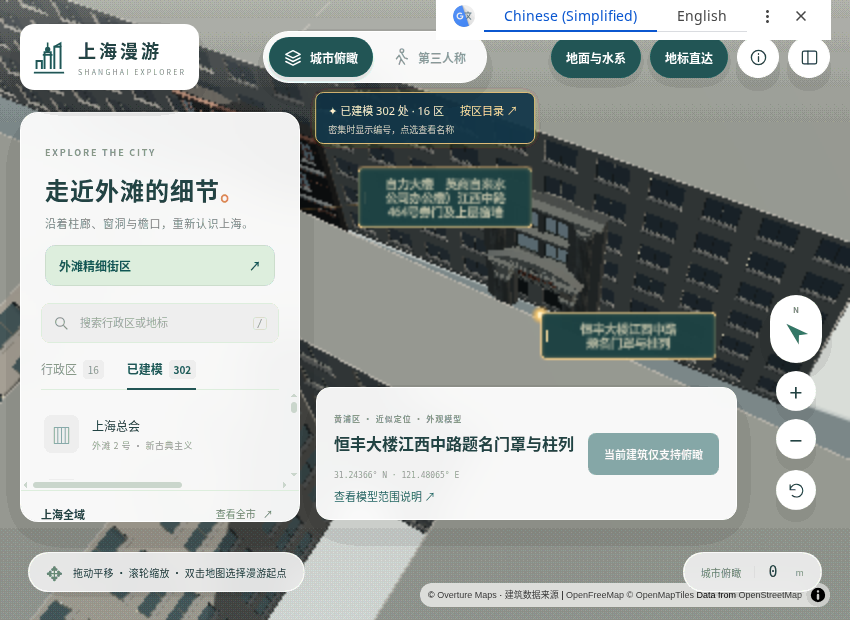 Chinese (Simplified)
English
上海漫游
SHANGHAI EXPLORER
城市俯瞰
第三人称
地面与水系
地标直达
✦ 已建模 302 处 · 16 区
按区目录 ↗
密集时显示编号，点选查看名称
EXPLORE THE CITY
走近外滩的细节。
沿着柱廊、窗洞与檐口，重新认识上海。
外滩精细街区 ↗
搜索行政区或地标 /
行政区 16
已建模 302
上海总会
外滩 2 号 · 新古典主义
上海全域
查看全市 ↗
公司办公楼）江西中路
恒丰大楼江西中路
题名门罩与柱列
N
黄浦区 · 近似定位 · 外观模型
恒丰大楼江西中路题名门罩与柱列
31.24366° N · 121.48065° E
查看模型范围说明 ↗
当前建筑仅支持俯瞰
拖动平移 · 滚轮缩放 · 双击地图选择漫游起点
城市俯瞰 0 m
© Overture Maps · 建筑数据来源 | OpenFreeMap © OpenMapTiles Data from OpenStreetMap